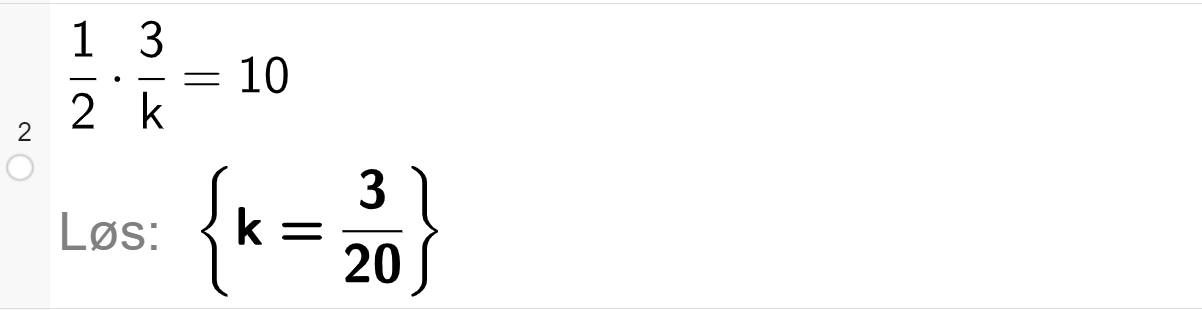 1/2 · 3/k = 10
2
Løs: {k = 3/20}